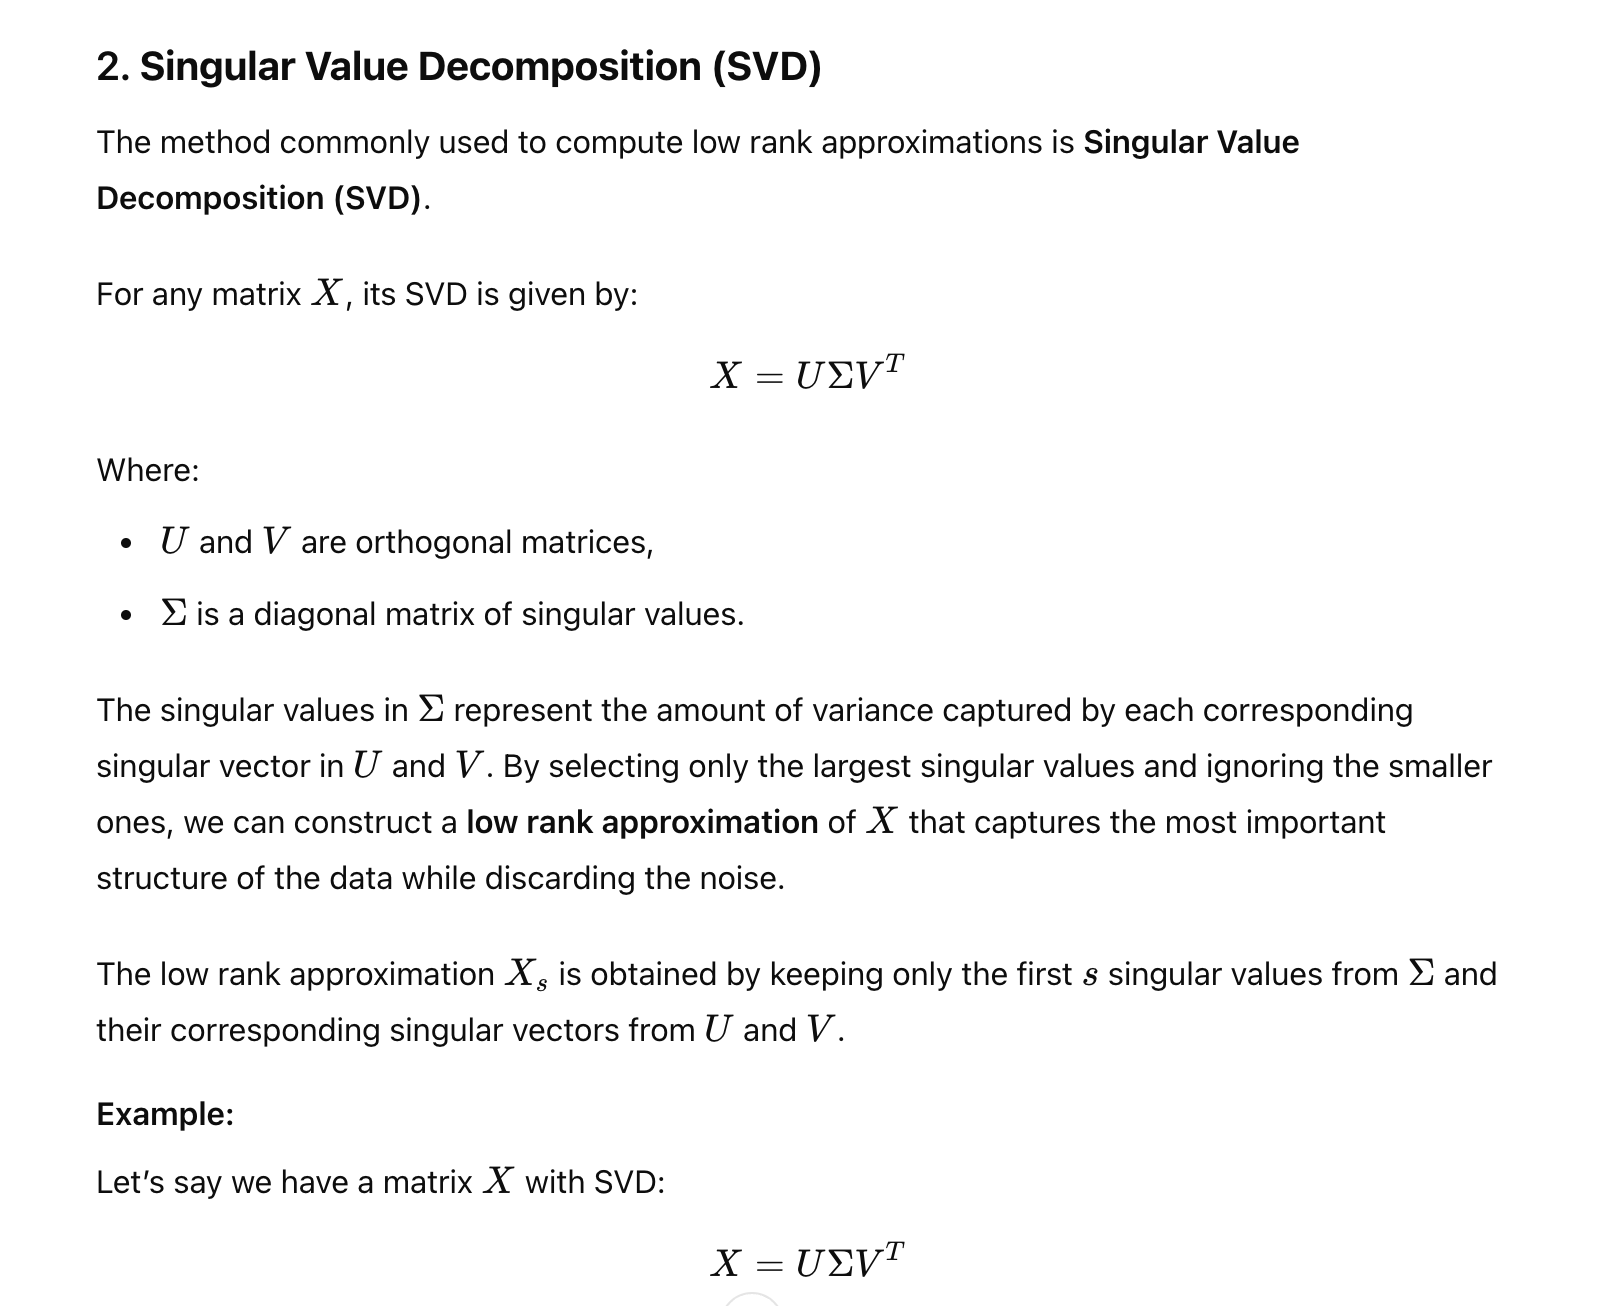 2. Singular Value Decomposition (SVD)
The method commonly used to compute low rank approximations is Singular Value
Decomposition (SVD).
For any matrix X, its SVD is given by:
X = UΣVᵀ
Where:
• U and V are orthogonal matrices,
• Σ is a diagonal matrix of singular values.
The singular values in Σ represent the amount of variance captured by each corresponding
singular vector in U and V. By selecting only the largest singular values and ignoring the smaller
ones, we can construct a low rank approximation of X that captures the most important
structure of the data while discarding the noise.
The low rank approximation Xₛ is obtained by keeping only the first s singular values from Σ and
their corresponding singular vectors from U and V.
Example:
Let's say we have a matrix X with SVD:
X = UΣVᵀ